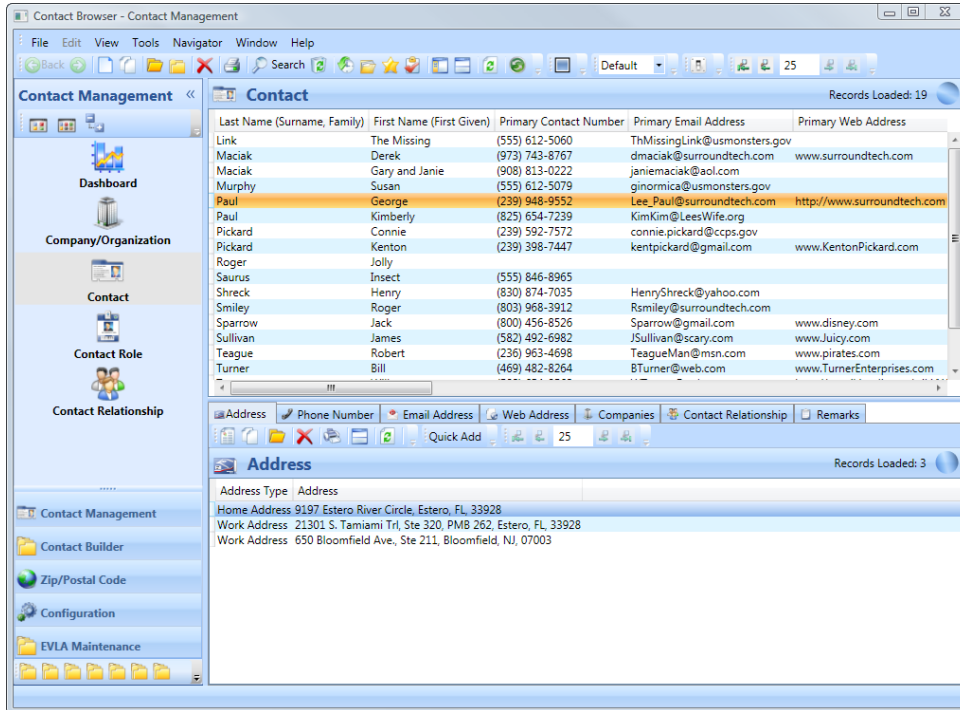 Contact Browser - Contact Management
File Edit View Tools Navigator Window Help
Back Search Default 25
Contact Management «
Dashboard
Company/Organization
Contact
Contact Role
Contact Relationship
Contact Management
Contact Builder
Zip/Postal Code
Configuration
EVLA Maintenance
Contact Records Loaded: 19
Last Name (Surname, Family) First Name (First Given) Primary Contact Number Primary Email Address Primary Web Address
Link The Missing (555) 612-5060 ThMissingLink@usmonsters.gov
Maciak Derek (973) 743-8767 dmaciak@surroundtech.com www.surroundtech.com
Maciak Gary and Janie (908) 813-0222 janiemaciak@aol.com
Murphy Susan (555) 612-5079 ginormica@usmonsters.gov
Paul George (239) 948-9552 Lee_Paul@surroundtech.com http://www.surroundtech.com
Paul Kimberly (825) 654-7239 KimKim@LeesWife.org
Pickard Connie (239) 592-7572 connie.pickard@ccps.gov
Pickard Kenton (239) 398-7447 kentpickard@gmail.com www.KentonPickard.com
Roger Jolly
Saurus Insect (555) 846-8965
Shreck Henry (830) 874-7035 HenryShreck@yahoo.com
Smiley Roger (803) 968-3912 Rsmiley@surroundtech.com
Sparrow Jack (800) 456-8526 Sparrow@gmail.com www.disney.com
Sullivan James (582) 492-6982 JSullivan@scary.com www.Juicy.com
Teague Robert (236) 963-4698 TeagueMan@msn.com www.pirates.com
Turner Bill (469) 482-8264 BTurner@web.com www.TurnerEnterprises.com
Address Phone Number Email Address Web Address Companies Contact Relationship Remarks
Quick Add 25
Address Records Loaded: 3
Address Type Address
Home Address 9197 Estero River Circle, Estero, FL, 33928
Work Address 21301 S. Tamiami Trl, Ste 320, PMB 262, Estero, FL, 33928
Work Address 650 Bloomfield Ave., Ste 211, Bloomfield, NJ, 07003